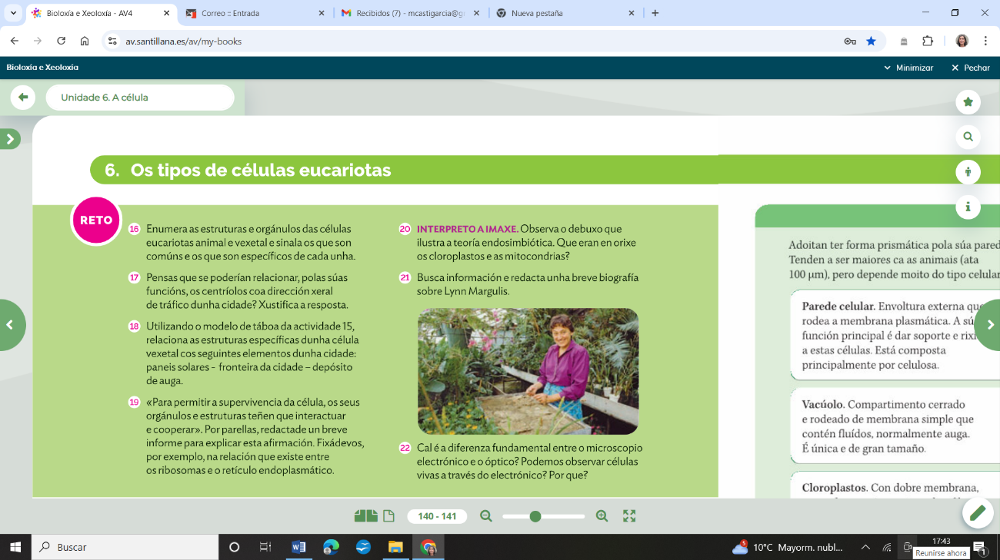 Bioloxía e Xeoloxía - AV4
Correo :: Entrada
Recibidos (7) - mcastigarcia@g
Nueva pestaña
av.santillana.es/av/my-books
Bioloxía e Xeoloxía
Minimizar
Pechar
Unidade 6. A célula
6. Os tipos de células eucariotas
RETO
16 Enumera as estruturas e orgánulos das células
eucariotas animal e vexetal e sinala os que son
comúns e os que son específicos de cada unha.
17 Pensas que se poderían relacionar, polas súas
funcións, os centríolos coa dirección xeral
de tráfico dunha cidade? Xustifica a resposta.
18 Utilizando o modelo de táboa da actividade 15,
relaciona as estruturas específicas dunha célula
vexetal cos seguintes elementos dunha cidade:
paneis solares - fronteira da cidade – depósito
de auga.
19 «Para permitir a supervivencia da célula, os seus
orgánulos e estruturas teñen que interactuar
e cooperar». Por parellas, redactade un breve
informe para explicar esta afirmación. Fixádevos,
por exemplo, na relación que existe entre
os ribosomas e o retículo endoplasmático.
20 INTERPRETO A IMAXE. Observa o debuxo que
ilustra a teoría endosimbiótica. Que eran en orixe
os cloroplastos e as mitocondrias?
21 Busca información e redacta unha breve biografía
sobre Lynn Margulis.
22 Cal é a diferenza fundamental entre o microscopio
electrónico e o óptico? Podemos observar células
vivas a través do electrónico? Por que?
Adoitan ter forma prismática pola súa pared
Tenden a ser maiores ca as animais (ata
100 µm), pero depende moito do tipo celular
Parede celular. Envoltura externa que
rodea a membrana plasmática. A sú
función principal é dar soporte e rixi
a estas células. Está composta
principalmente por celulosa.
Vacúolo. Compartimento cerrado
e rodeado de membrana simple que
contén fluídos, normalmente auga.
É única e de gran tamaño.
Cloroplastos. Con dobre membrana,
140 - 141
Buscar
5
10°C Mayorm. nubl...
17:43
Reunirse ahora
1